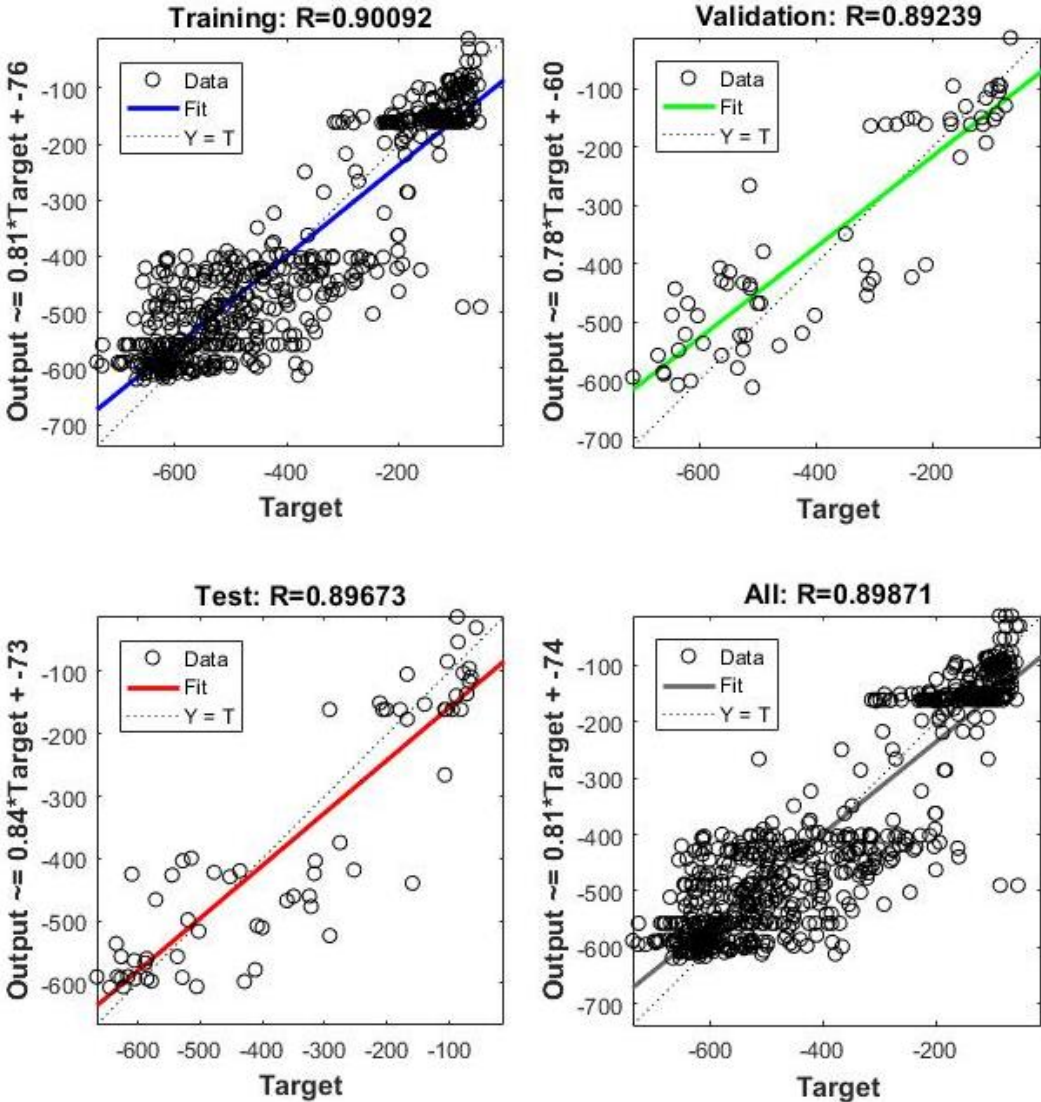 Training: R=0.90092
Output ~= 0.81*Target + -76
Data
Fit
Y = T
-100
-200
-300
-400
-500
-600
-700
-600 -400 -200
Target
Validation: R=0.89239
Output ~= 0.78*Target + -60
Data
Fit
Y = T
-100
-200
-300
-400
-500
-600
-700
-600 -400 -200
Target
Test: R=0.89673
Output ~= 0.84*Target + -73
Data
Fit
Y = T
-100
-200
-300
-400
-500
-600
-600 -500 -400 -300 -200 -100
Target
All: R=0.89871
Output ~= 0.81*Target + -74
Data
Fit
Y = T
-100
-200
-300
-400
-500
-600
-700
-600 -400 -200
Target